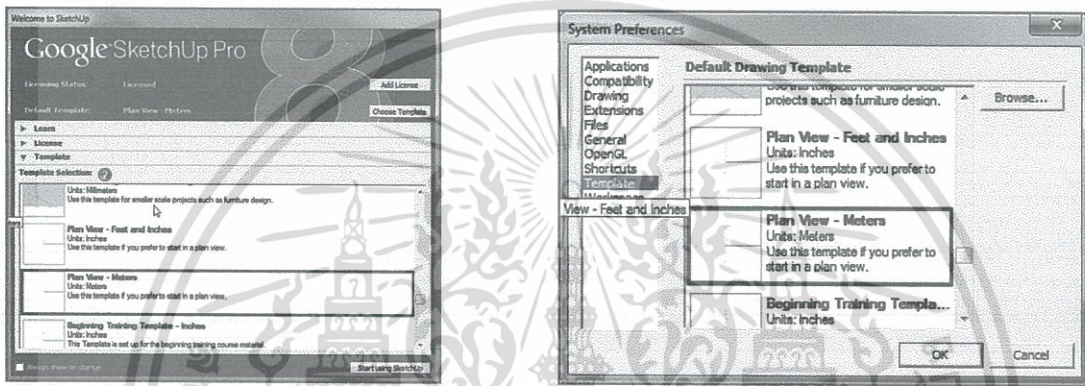 Welcome to SketchUp
Google SketchUp Pro
Licensing Status: Licensed
Add License
Default Template: Plan View - Meters
Choose Template
Learn
License
Template
Template Selection:
Units: Millimeters
Use this template for smaller scale projects such as furniture design.
Plan View - Feet and Inches
Units: Inches
Use this template if you prefer to start in a plan view.
Plan View - Meters
Units: Meters
Use this template if you prefer to start in a plan view.
Beginning Training Template - Inches
Units: Inches
This Template is set up for the beginning training course material.
Always show on startup
Start using SketchUp
System Preferences
X
Applications
Compatibility
Drawing
Extensions
Files
General
OpenGL
Shortcuts
Template
Workspace
View - Feet and Inches
Default Drawing Template
Use this template for smaller scale
projects such as furniture design.
Browse...
Plan View - Feet and Inches
Units: Inches
Use this template if you prefer to
start in a plan view.
Plan View - Meters
Units: Meters
Use this template if you prefer to
start in a plan view.
Beginning Training Templa...
Units: Inches
OK
Cancel